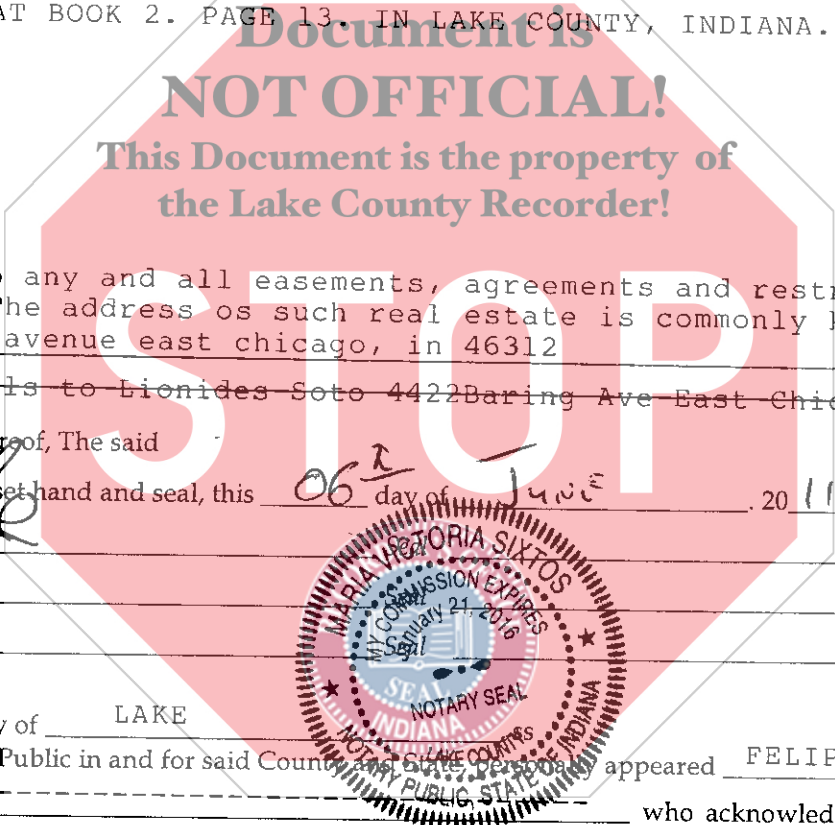 AT BOOK 2. PAGE 13. IN LAKE COUNTY, INDIANA.
Document is
NOT OFFICIAL!
This Document is the property of
the Lake County Recorder!
any and all easements, agreements and restr
he address os such real estate is commonly
avenue east chicago, in 46312
ls to Lionides Soto 4422Baring Ave East Chic
STOP
reof, The said
set hand and seal, this 06 day of June . 20 11
MARIA VICTORIA SIXTOS
Seal
MY COMMISSION EXPIRES
January 21, 2016
Seal
SEAL
NOTARY SEAL
INDIANA
LAKE COUNTY
NOTARY PUBLIC, STATE OF INDIANA
y of LAKE SS
Public in and for said County and State, personally appeared FELIP
who acknowled